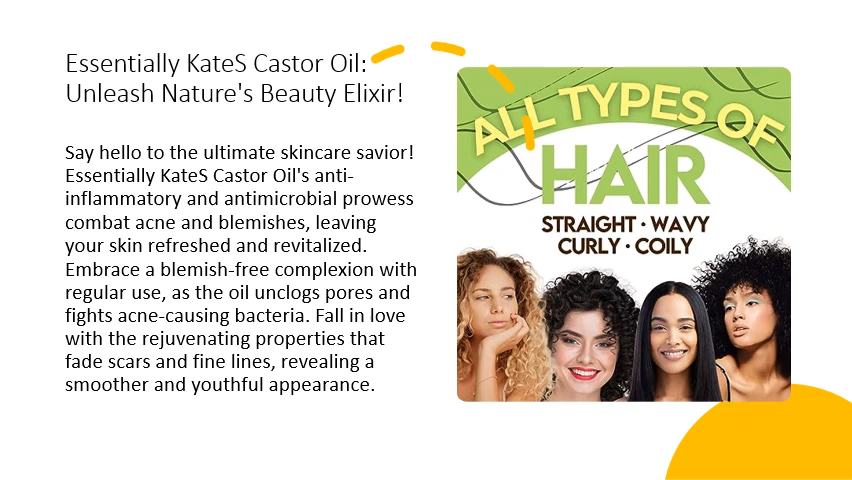 Essentially KateS Castor Oil:
Unleash Nature's Beauty Elixir!
Say hello to the ultimate skincare savior!
Essentially KateS Castor Oil's anti-
inflammatory and antimicrobial prowess
combat acne and blemishes, leaving
your skin refreshed and revitalized.
Embrace a blemish-free complexion with
regular use, as the oil unclogs pores and
fights acne-causing bacteria. Fall in love
with the rejuvenating properties that
fade scars and fine lines, revealing a
smoother and youthful appearance.
ALL TYPES OF
HAIR
STRAIGHT · WAVY
CURLY · COILY